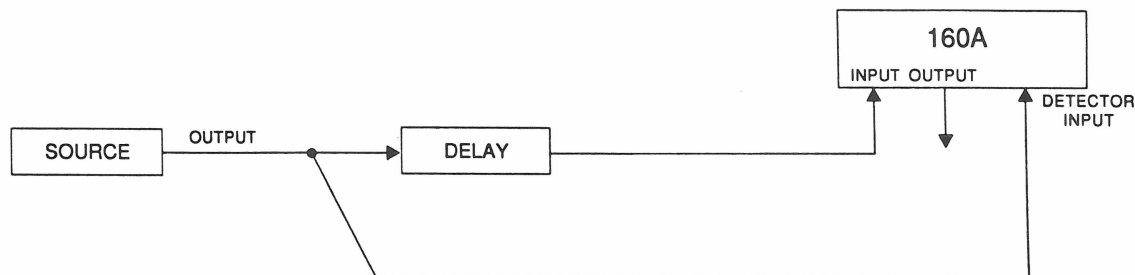 160A
INPUT OUTPUT
DETECTOR
INPUT
SOURCE
OUTPUT
DELAY